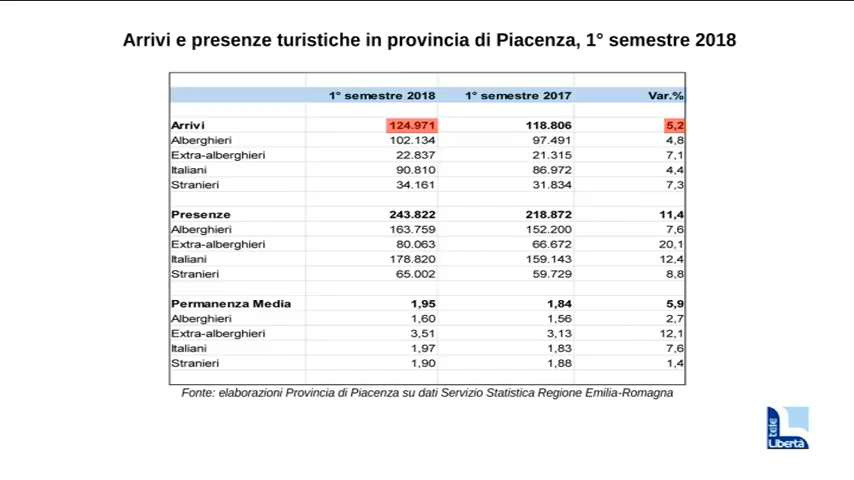 Arrivi e presenze turistiche in provincia di Piacenza, 1° semestre 2018
1° semestre 2018 1° semestre 2017 Var.%
Arrivi 124.971 118.806 5,2
Alberghieri 102.134 97.491 4,8
Extra-alberghieri 22.837 21.315 7,1
Italiani 90.810 86.972 4,4
Stranieri 34.161 31.834 7,3
Presenze 243.822 218.872 11,4
Alberghieri 163.759 152.200 7,6
Extra-alberghieri 80.063 66.672 20,1
Italiani 178.820 159.143 12,4
Stranieri 65.002 59.729 8,8
Permanenza Media 1,95 1,84 5,9
Alberghieri 1,60 1,56 2,7
Extra-alberghieri 3,51 3,13 12,1
Italiani 1,97 1,83 7,6
Stranieri 1,90 1,88 1,4
Fonte: elaborazioni Provincia di Piacenza su dati Servizio Statistica Regione Emilia-Romagna
tele
Libertà